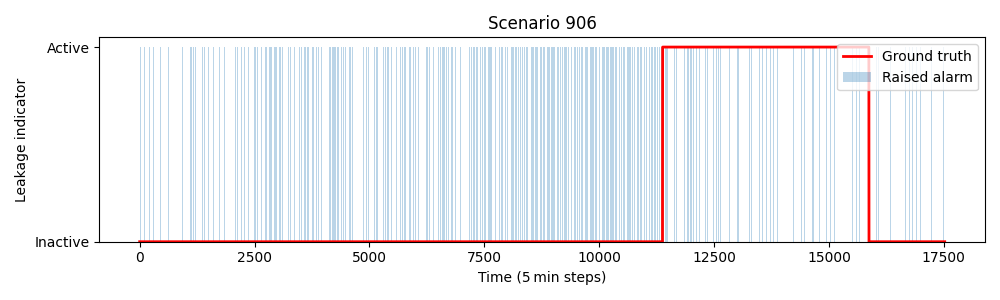 Scenario 906
Active
Inactive
Leakage indicator
Ground truth
Raised alarm
0 2500 5000 7500 10000 12500 15000 17500
Time (5 min steps)